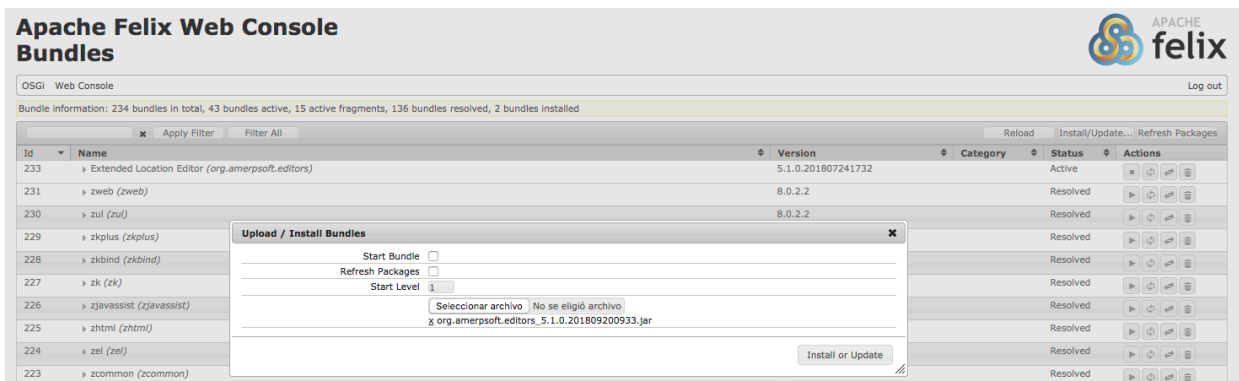 Apache Felix Web Console
Bundles
APACHE
felix
OSGi Web Console Log out
Bundle information: 234 bundles in total, 43 bundles active, 15 active fragments, 136 bundles resolved, 2 bundles installed
x Apply Filter Filter All Reload Install/Update... Refresh Packages
Id Name Version Category Status Actions
233 Extended Location Editor (org.amerpsoft.editors) 5.1.0.201807241732 Active
231 zweb (zweb) 8.0.2.2 Resolved
230 zul (zul) 8.0.2.2 Resolved
229 zkplus (zkplus) Resolved
228 zkbind (zkbind) Resolved
227 zk (zk) Resolved
226 zjavassist (zjavassist) Resolved
225 zhtml (zhtml) Resolved
224 zel (zel) Resolved
223 zcommon (zcommon) Resolved
Upload / Install Bundles x
Start Bundle
Refresh Packages
Start Level 1
Seleccionar archivo No se eligió archivo
x org.amerpsoft.editors_5.1.0.201809200933.jar
Install or Update